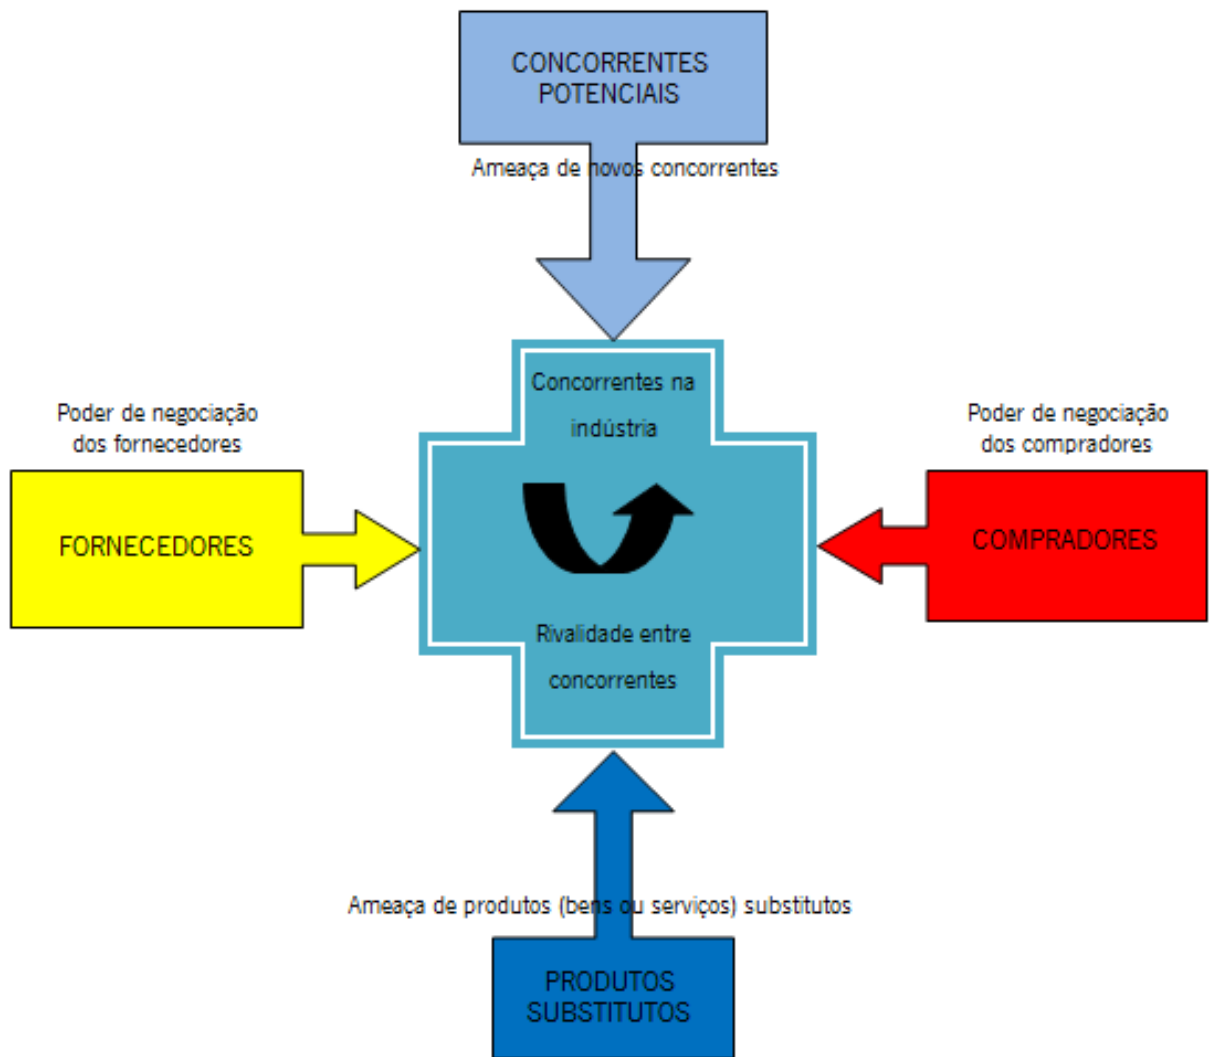 CONCORRENTES
POTENCIAIS
Ameaça de novos concorrentes
Concorrentes na
indústria
Poder de negociação
dos fornecedores
FORNECEDORES
Poder de negociação
dos compradores
COMPRADORES
Rivalidade entre
concorrentes
Ameaça de produtos (bens ou serviços) substitutos
PRODUTOS
SUBSTITUTOS